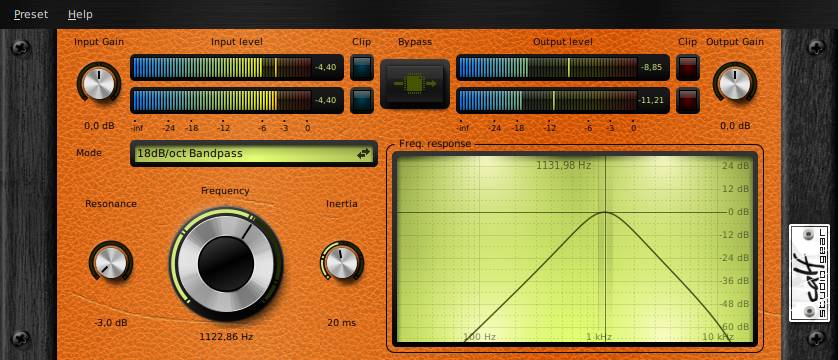 Preset Help
Input Gain Input level Clip Bypass Output level Clip Output Gain
-4,40 -8,85
-4,40 -11,21
0,0 dB -inf -24 -18 -12 -6 -3 0 -inf -24 -18 -12 -6 -3 0 0,0 dB
Mode 18dB/oct Bandpass
Freq. response
1131,98 Hz
24 dB
12 dB
0 dB
-12 dB
-24 dB
-36 dB
-48 dB
-60 dB
100 Hz 1 kHz 10 kHz
Frequency
Resonance Inertia
-3,0 dB 20 ms
1122,86 Hz
calf
studio gear